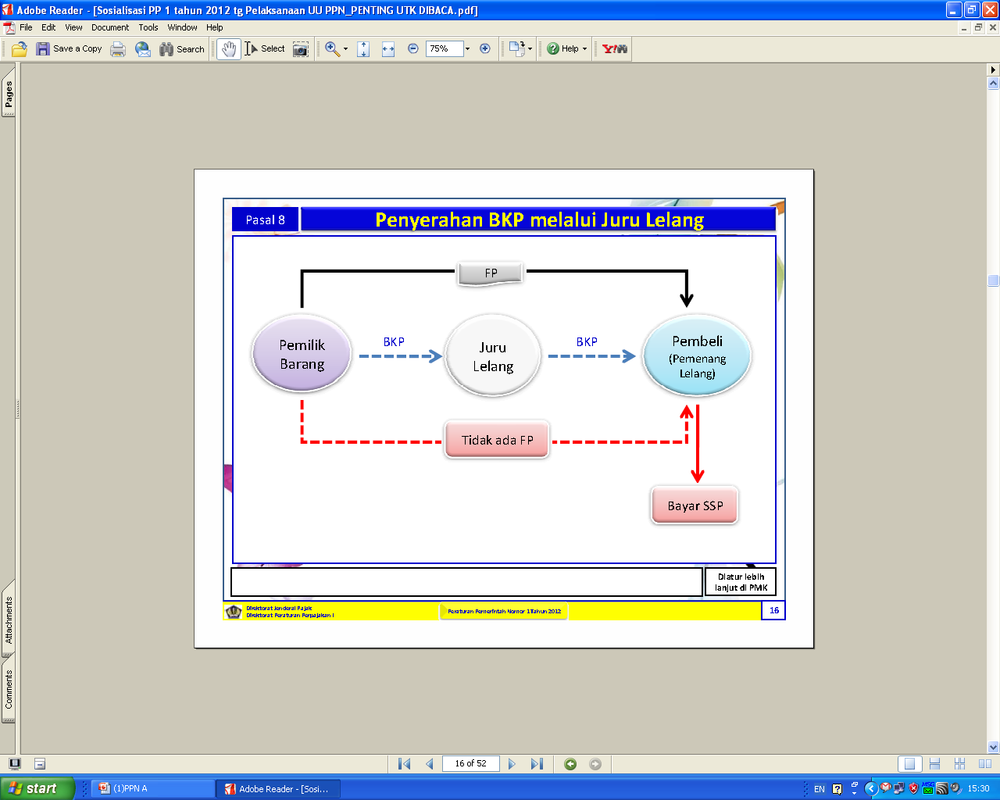 Adobe Reader - [Sosialisasi PP 1 tahun 2012 tg Pelaksanaan UU PPN_PENTING UTK DIBACA.pdf]
File Edit View Document Tools Window Help
Save a Copy Search Select 75% Help Y!
Pages
Pasal 8
Penyerahan BKP melalui Juru Lelang
FP
Pemilik
Barang
BKP
Juru
Lelang
BKP
Pembeli
(Pemenang
Lelang)
Tidak ada FP
Bayar SSP
Diatur lebih
lanjut di PMK
Direktorat Jenderal Pajak
Direktorat Peraturan Perpajakan I
Peraturan Pemerintah Nomor 1 Tahun 2012
16
Attachments
Comments
16 of 52
start
(1)PPN A
Adobe Reader - [Sosi...
EN
MSG
15:30